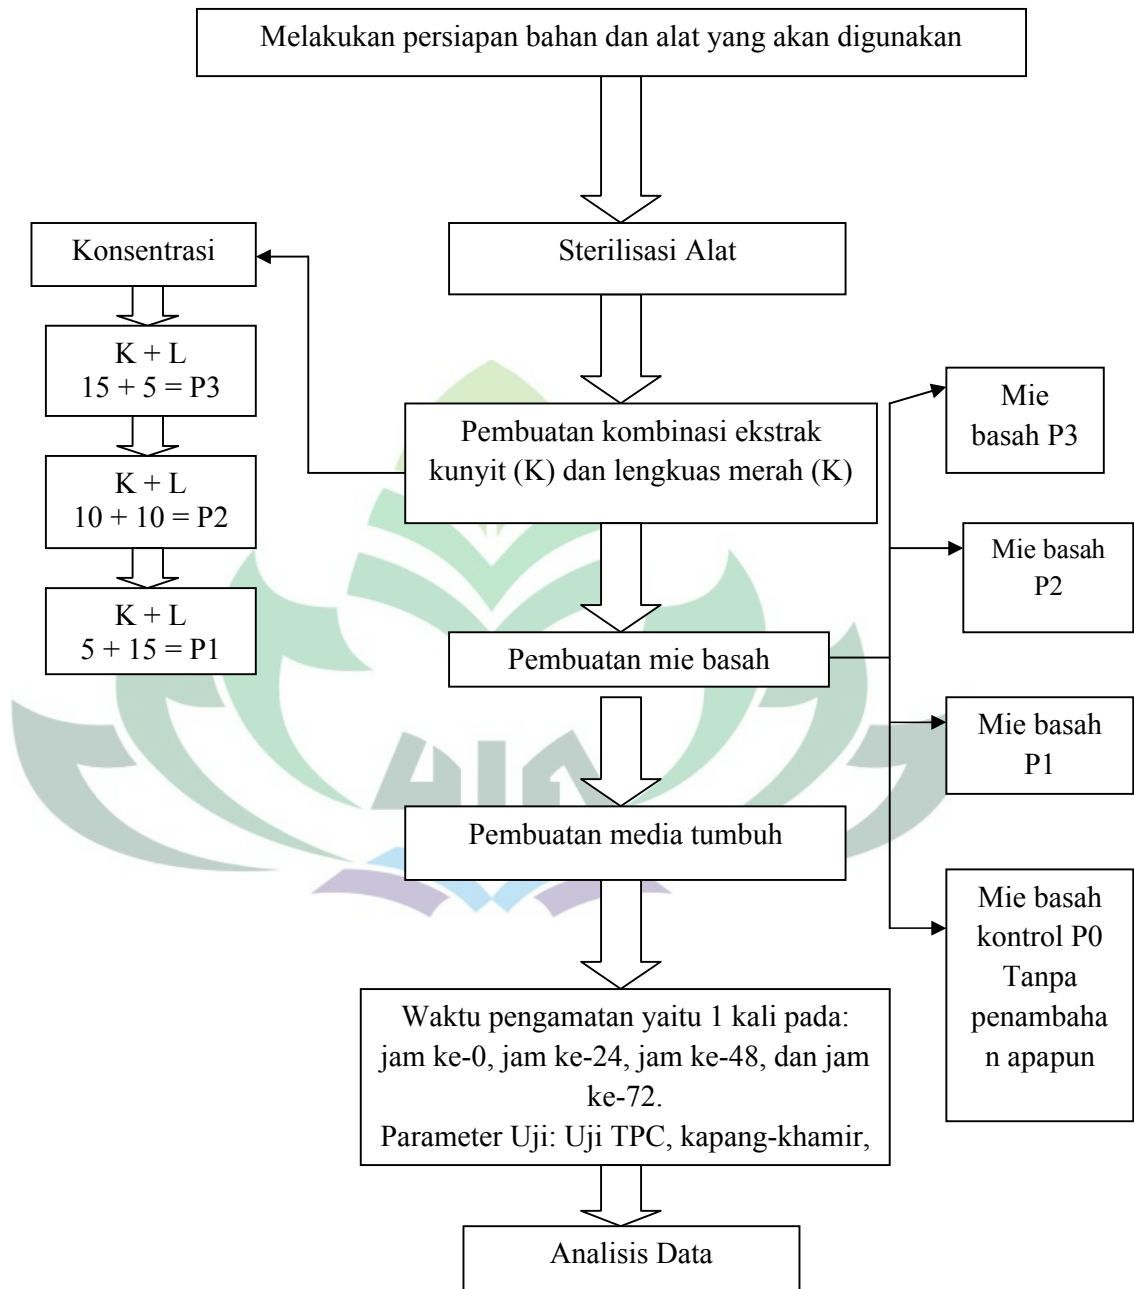 Melakukan persiapan bahan dan alat yang akan digunakan
Konsentrasi
Sterilisasi Alat
K + L
15 + 5 = P3
Mie
basah P3
Pembuatan kombinasi ekstrak
kunyit (K) dan lengkuas merah (K)
K + L
10 + 10 = P2
Mie basah
P2
K + L
5 + 15 = P1
Pembuatan mie basah
Mie basah
P1
Pembuatan media tumbuh
Mie basah
kontrol P0
Tanpa
penambaha
n apapun
Waktu pengamatan yaitu 1 kali pada:
jam ke-0, jam ke-24, jam ke-48, dan jam
ke-72.
Parameter Uji: Uji TPC, kapang-khamir,
Analisis Data